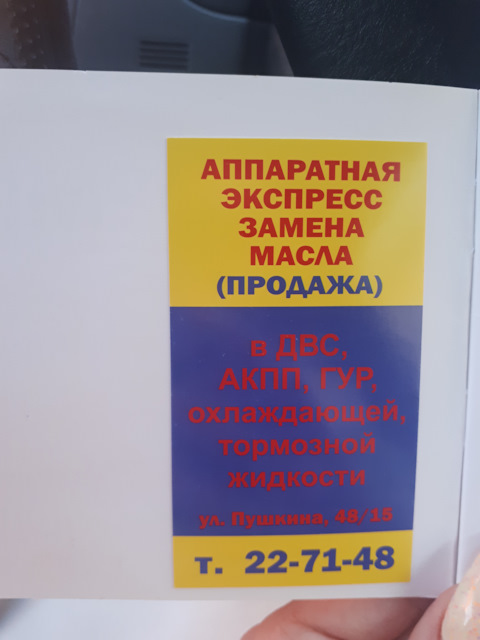 АППАРАТНАЯ
ЭКСПРЕСС
ЗАМЕНА
МАСЛА
(ПРОДАЖА)
в ДВС,
АКПП, ГУР,
охлаждающей,
тормозной
жидкости
ул. Пушкина, 48/15
т. 22-71-48